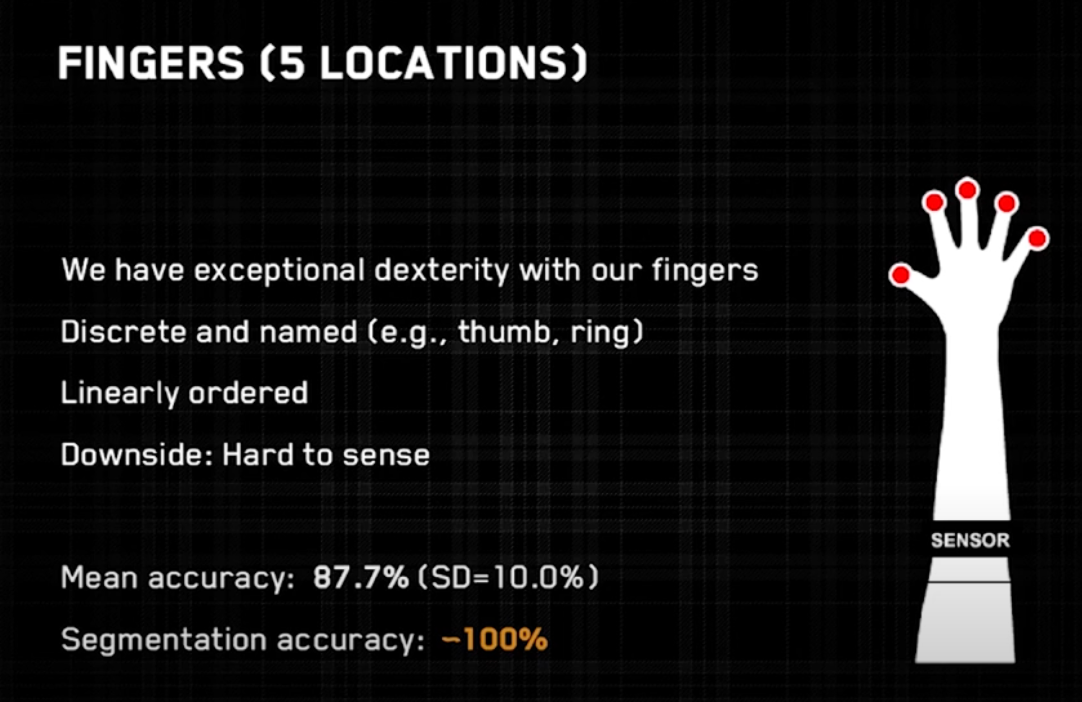 FINGERS (5 LOCATIONS)
We have exceptional dexterity with our fingers
Discrete and named (e.g., thumb, ring)
Linearly ordered
Downside: Hard to sense
SENSOR
Mean accuracy: 87.7% (SD=10.0%)
Segmentation accuracy: ~100%